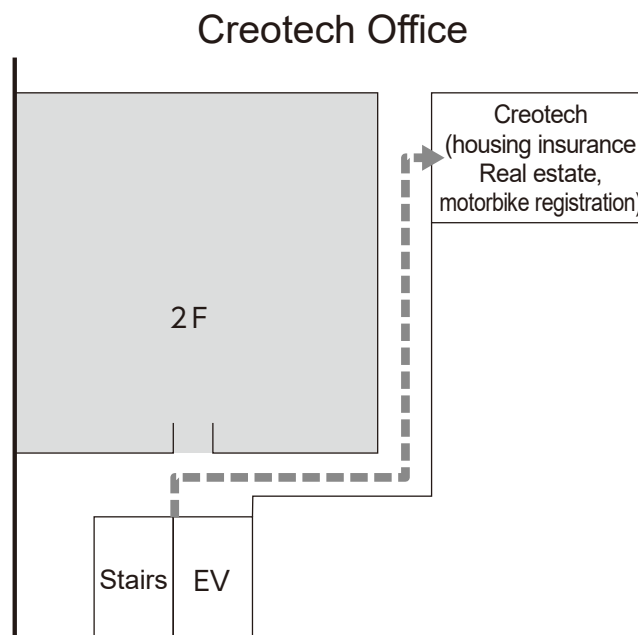 Creotech Office
Creotech
(housing insurance
Real estate,
motorbike registration)
2F
Stairs
EV